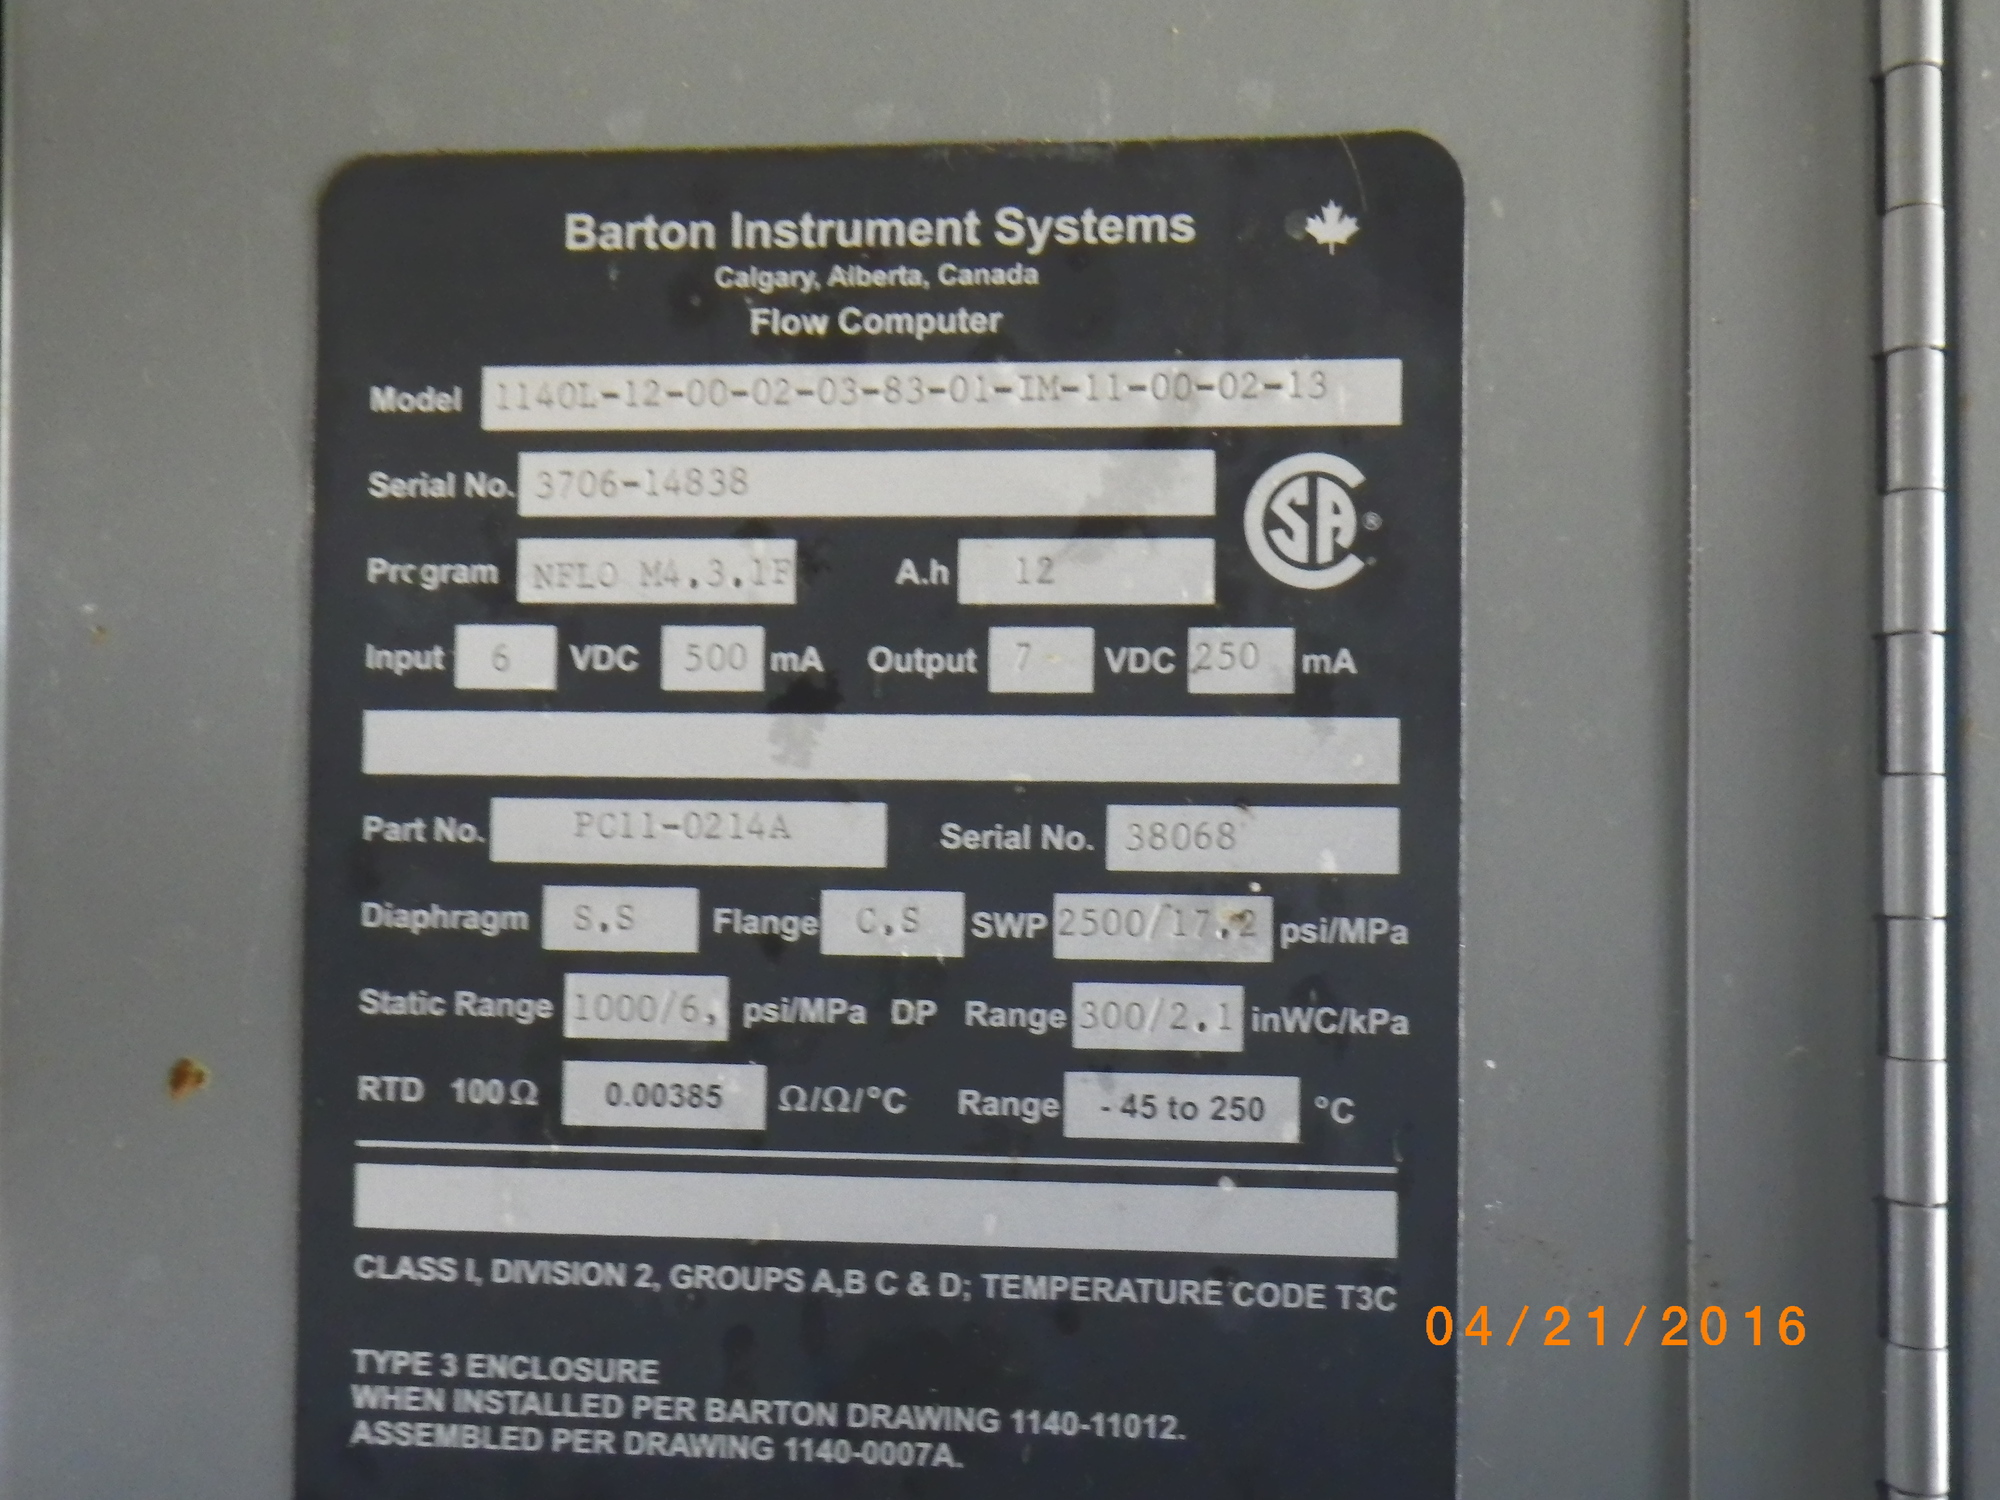 Barton Instrument Systems
Calgary, Alberta, Canada
Flow Computer
Model 1140L-12-00-02-03-83-01-IM-11-00-02-13
Serial No. 3706-14838
CSA ®
Program NFLO M4.3.1F A.h 12
Input 6 VDC 500 mA Output 7 VDC 250 mA
Part No. PC11-0214A Serial No. 38068
Diaphragm S.S Flange C.S SWP 2500/17.2 psi/MPa
Static Range 1000/6. psi/MPa DP Range 300/2.1 inWC/kPa
RTD 100Ω 0.00385 Ω/Ω/°C Range - 45 to 250 °C
CLASS I, DIVISION 2, GROUPS A,B C & D; TEMPERATURE CODE T3C
04/21/2016
TYPE 3 ENCLOSURE
WHEN INSTALLED PER BARTON DRAWING 1140-11012.
ASSEMBLED PER DRAWING 1140-0007A.